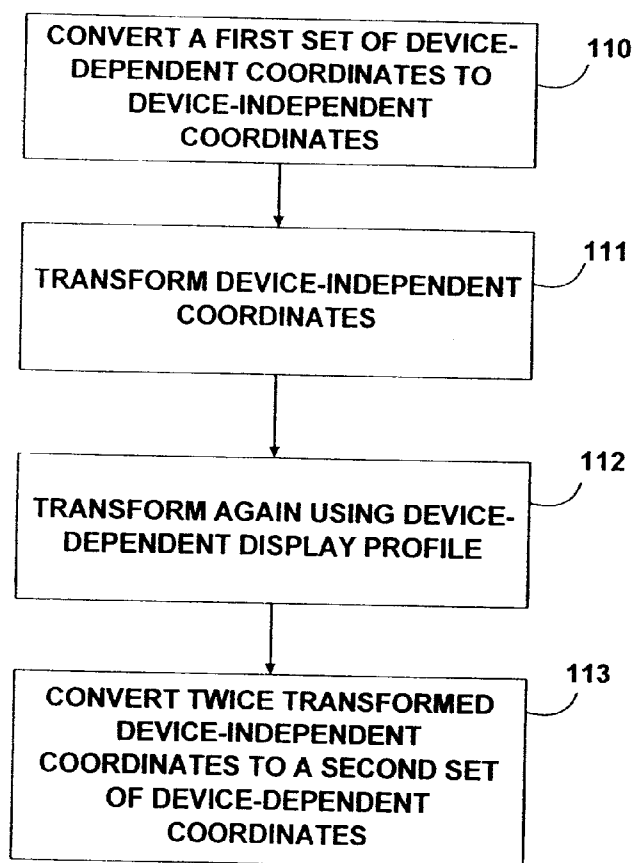 CONVERT A FIRST SET OF DEVICE-
DEPENDENT COORDINATES TO
DEVICE-INDEPENDENT
COORDINATES
110
TRANSFORM DEVICE-INDEPENDENT
COORDINATES
111
TRANSFORM AGAIN USING DEVICE-
DEPENDENT DISPLAY PROFILE
112
CONVERT TWICE TRANSFORMED
DEVICE-INDEPENDENT
COORDINATES TO A SECOND SET
OF DEVICE-DEPENDENT
COORDINATES
113